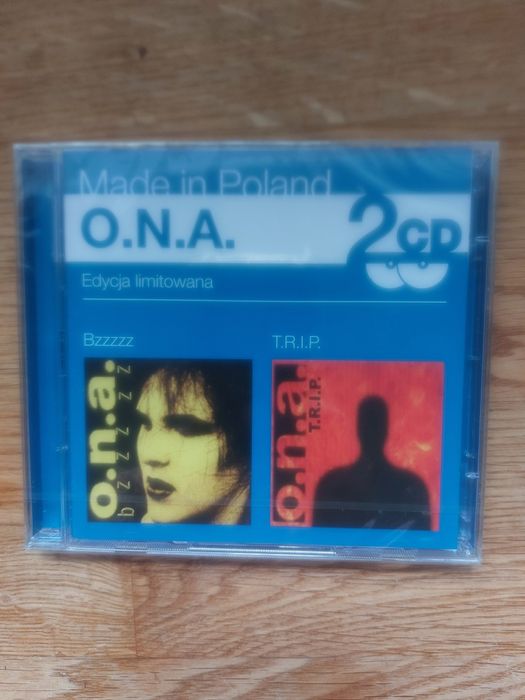 Made in Poland
O.N.A.
2CD
Edycja limitowana
Bzzzzz
T.R.I.P.
o.n.a.
bzzzzz
o.n.a.
T.R.I.P.